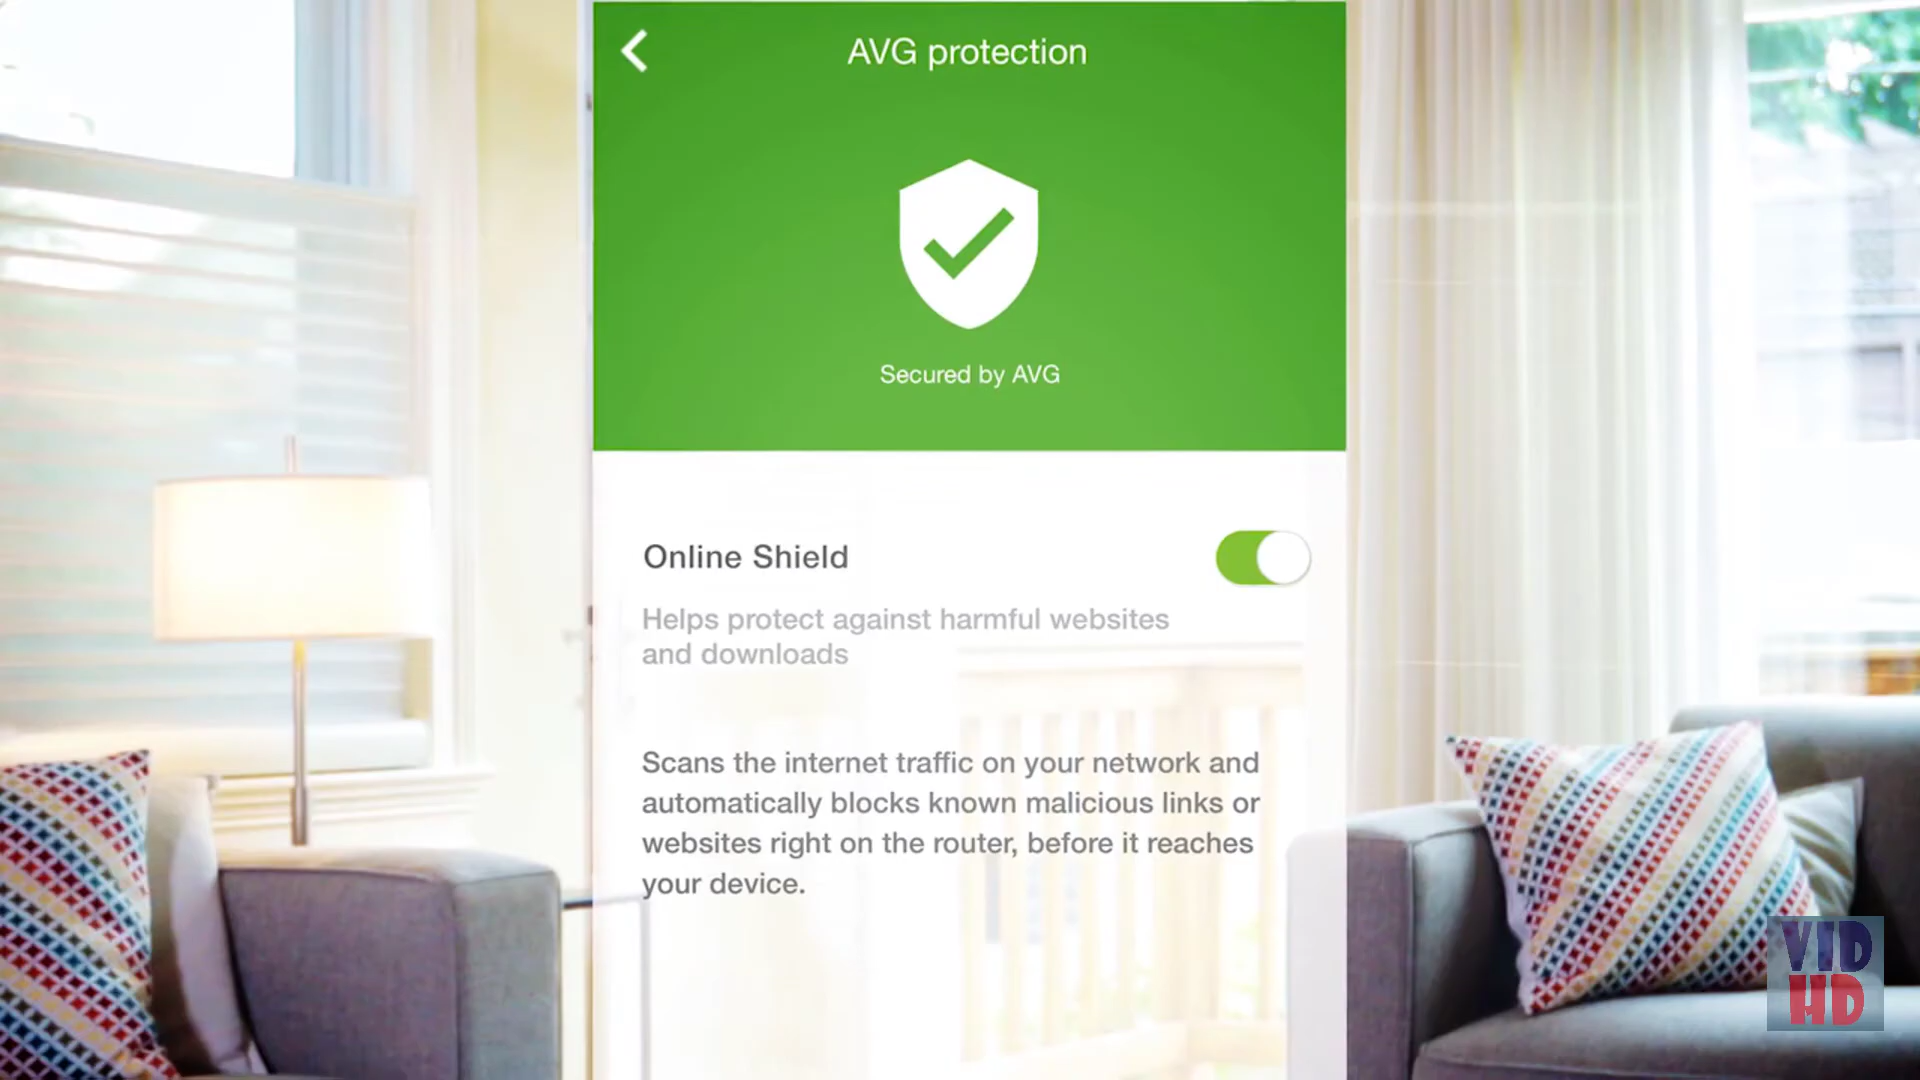 AVG protection
Secured by AVG
Online Shield
Helps protect against harmful websites
and downloads
Scans the internet traffic on your network and
automatically blocks known malicious links or
websites right on the router, before it reaches
your device.
VID
HD